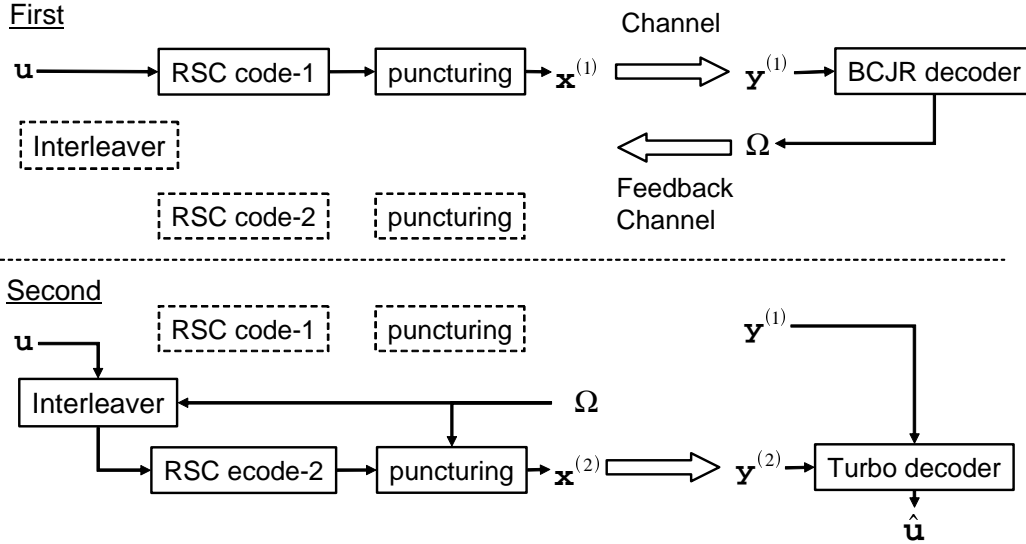 First
Channel
u RSC code-1 puncturing x^(1) y^(1) BCJR decoder
Interleaver
Ω
Feedback
Channel
RSC code-2 puncturing
Second
RSC code-1 puncturing
y^(1)
u
Interleaver
Ω
RSC ecode-2 puncturing x^(2) y^(2) Turbo decoder
û